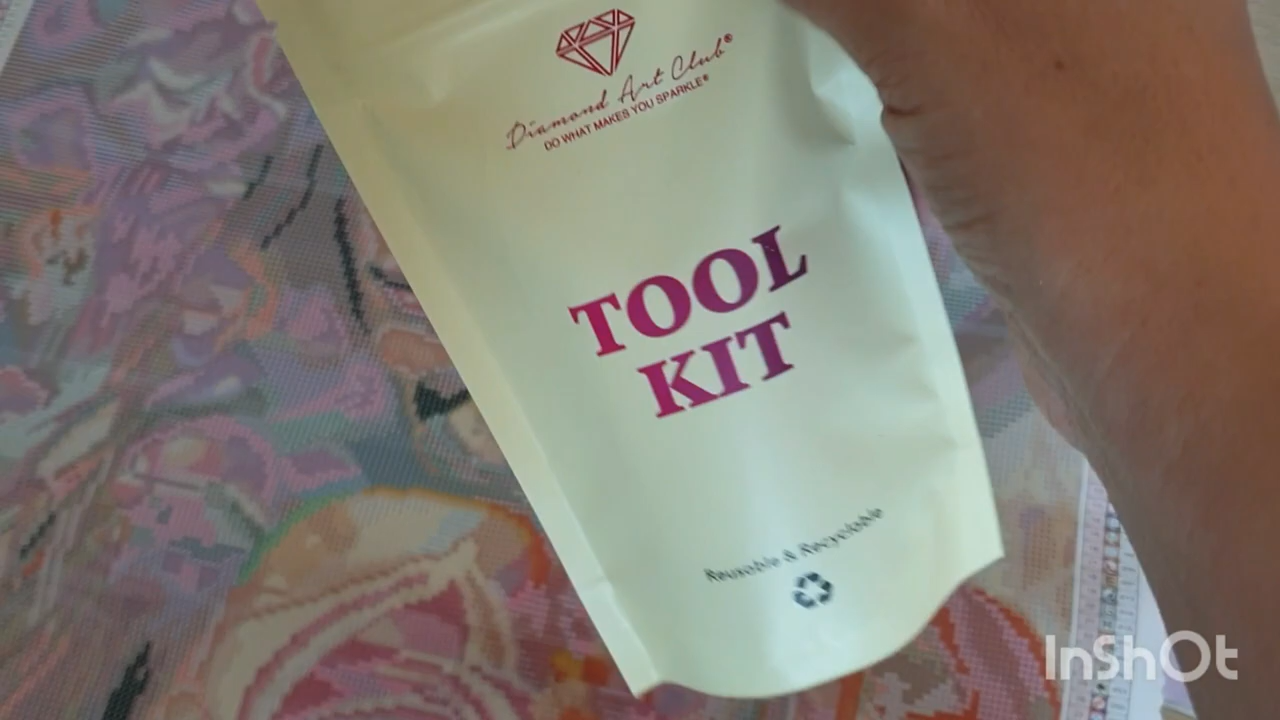 Diamond Art Club®
DO WHAT MAKES YOU SPARKLE®
TOOL
KIT
Reusable & Recyclable
InShOt